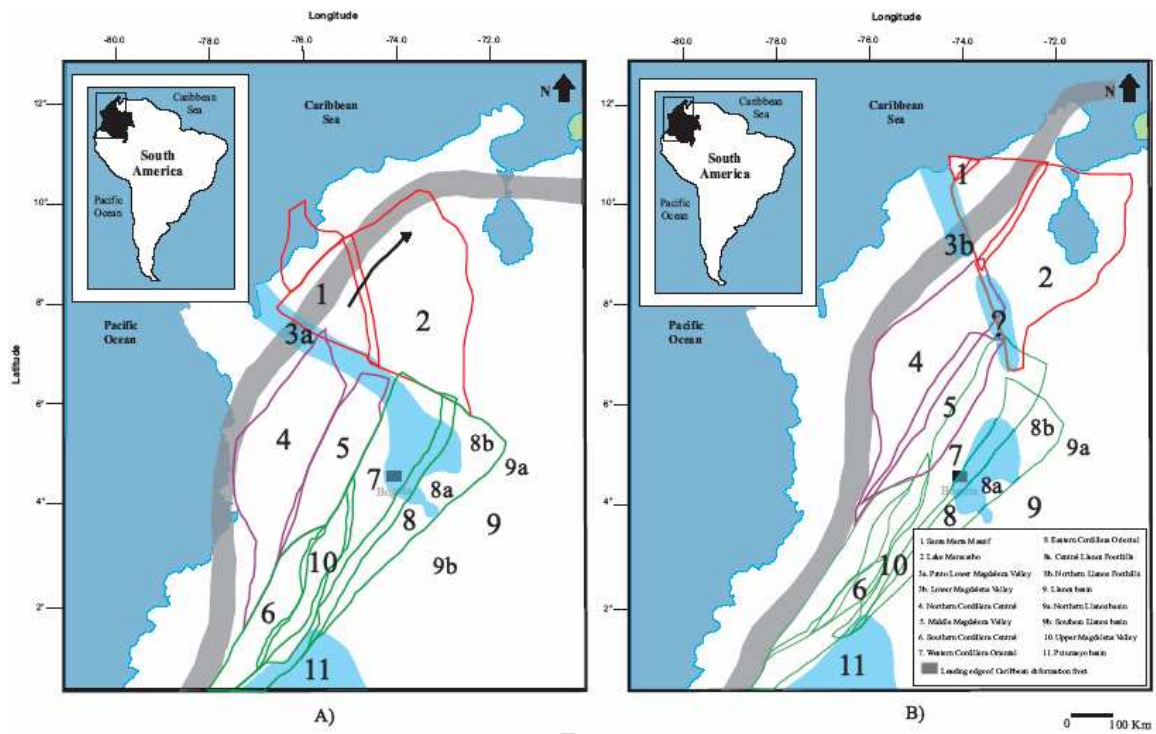 Longitude
Longitude
-80.0 -78.0 -76.0 -74.0 -72.0
-80.0 -78.0 -76.0 -74.0 -72.0
Latitude
12°
10°
8°
6°
4°
2°
Caribbean
Sea
South
America
Pacific
Ocean
Caribbean
Sea
N
Pacific
Ocean
1
2
3a
4
5
6
7
8
8a
8b
9
9a
9b
10
11
A)
12°
10°
8°
6°
4°
2°
Caribbean
Sea
South
America
Pacific
Ocean
Caribbean
Sea
N
Pacific
Ocean
1
2
3b
?
4
5
6
7
8
8a
8b
9
9a
10
11
1. Santa Marta Massif
2. Lake Maracaibo
3a. Proto Lower Magdalena Valley
3b. Lower Magdalena Valley
4. Northern Cordillera Central
5. Middle Magdalena Valley
6. Southern Cordillera Central
7. Western Cordillera Oriental
8. Eastern Cordillera Oriental
8a. Central Llanos Foothills
8b. Northern Llanos Foothills
9. Llanos basin
9a. Northern Llanos basin
9b. Southern Llanos basin
10. Upper Magdalena Valley
11. Putumayo basin
Leading edge of Caribbean deformation front
B)
0 100 Km